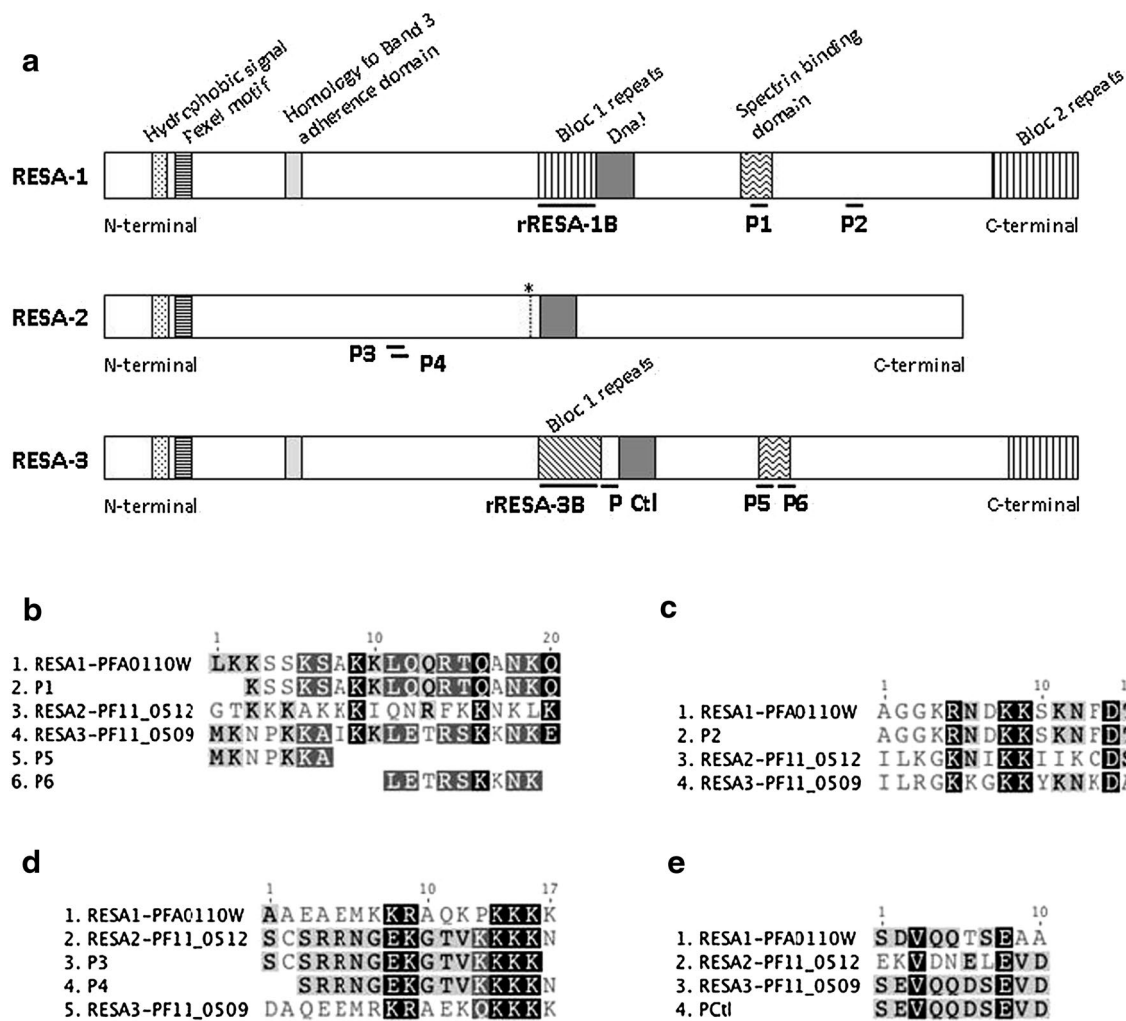 a
Hydrophobic signal
Pexel motif
Homology to Band 3
adherence domain
Bloc 1 repeats
DnaJ
Spectrin binding
domain
Bloc 2 repeats
RESA-1
N-terminal
rRESA-1B
P1
P2
C-terminal
*
RESA-2
N-terminal
P3
P4
C-terminal
Bloc 1 repeats
RESA-3
N-terminal
rRESA-3B
P Ctl
P5
P6
C-terminal
b
1 10 20
1. RESA1-PFA0110W LKKSSKSAKKLQQRTQANKQ
2. P1 KSSKSAKKLQQRTQANKQ
3. RESA2-PF11_0512 GTKKKAKKKIQNRFKKNKLK
4. RESA3-PF11_0509 MKNPKKAIKKLETRSKKNKE
5. P5 MKNPKKA
6. P6 LETRSKKNK
c
1 10
1. RESA1-PFA0110W AGGKRNDKKSKNFD
2. P2 AGGKRNDKKSKNFD
3. RESA2-PF11_0512 ILKGKNIKKIIKCD
4. RESA3-PF11_0509 ILRGKKGKKYKNKD
d
1 10 17
1. RESA1-PFA0110W AAEAEMKKRAQKPKKKK
2. RESA2-PF11_0512 SCSRRNGEKGTVKKKKN
3. P3 SCSRRNGEKGTVKKKK
4. P4 SRRNGEKGTVKKKKN
5. RESA3-PF11_0509 DAQEEMRKRAEKQKKKK
e
1 10
1. RESA1-PFA0110W SDVQQTSEAA
2. RESA2-PF11_0512 EKVDNELEVD
3. RESA3-PF11_0509 SEVQQDSEVD
4. PCtl SEVQQDSEVD